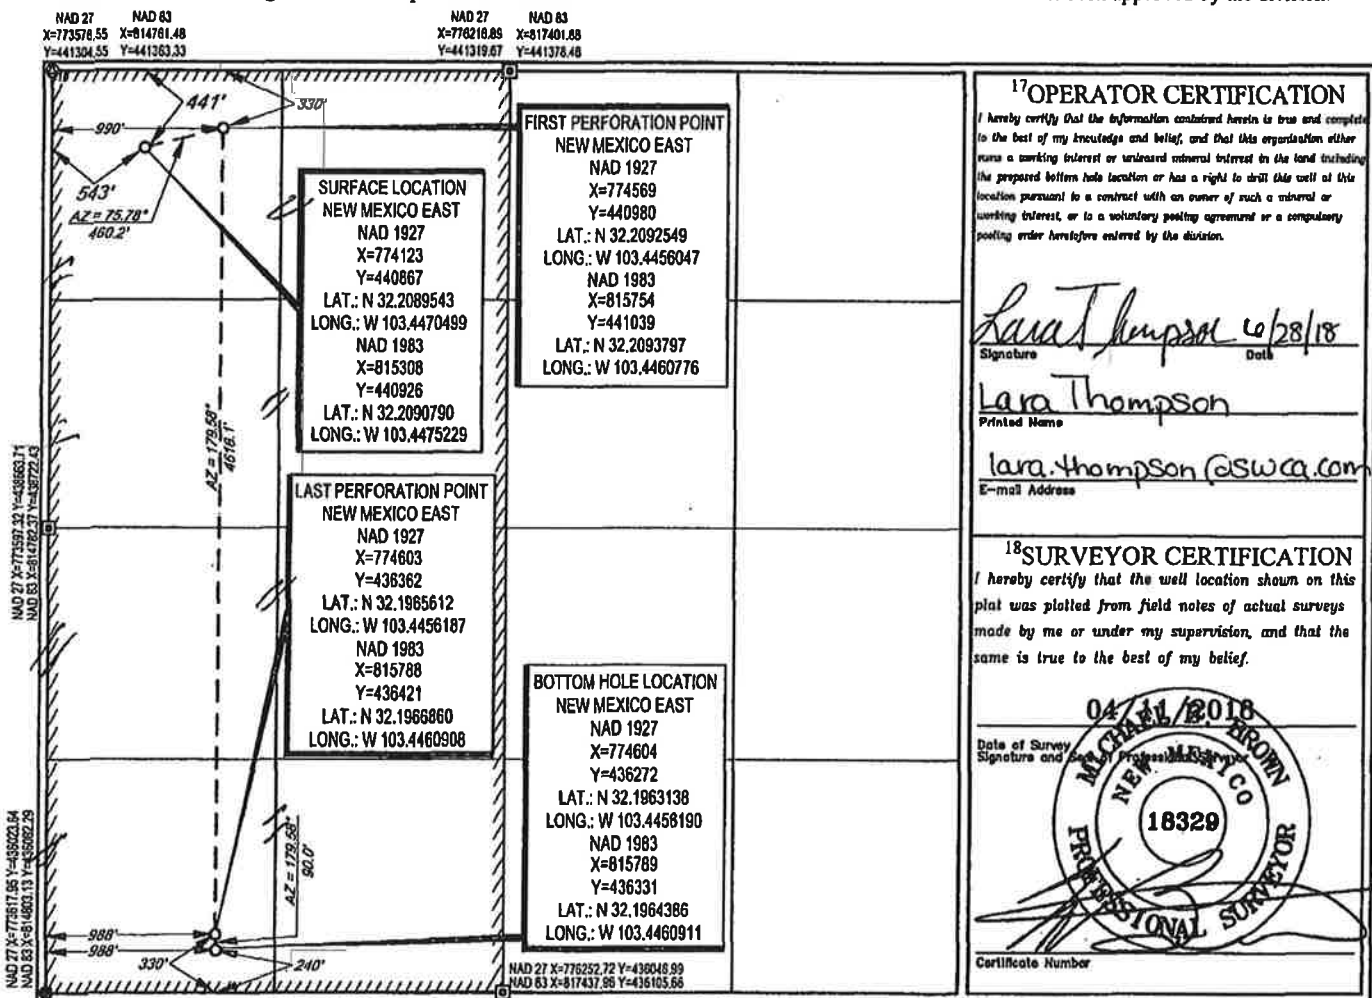 NAD 27
X=773576.55
Y=441304.55
NAD 83
X=814761.48
Y=441363.33
NAD 27
X=776216.89
Y=441319.67
NAD 83
X=817401.88
Y=441378.48
441'
330'
990'
543'
AZ = 75.78°
460.2'
FIRST PERFORATION POINT
NEW MEXICO EAST
NAD 1927
X=774569
Y=440980
LAT.: N 32.2092549
LONG.: W 103.4456047
NAD 1983
X=815754
Y=441039
LAT.: N 32.2093797
LONG.: W 103.4460776
SURFACE LOCATION
NEW MEXICO EAST
NAD 1927
X=774123
Y=440867
LAT.: N 32.2089543
LONG.: W 103.4470499
NAD 1983
X=815308
Y=440926
LAT.: N 32.2090790
LONG.: W 103.4475229
AZ = 179.58°
4618.1'
NAD 27 X=773597.32 Y=438663.71
NAD 83 X=814782.37 Y=438722.43
LAST PERFORATION POINT
NEW MEXICO EAST
NAD 1927
X=774603
Y=436362
LAT.: N 32.1965612
LONG.: W 103.4456187
NAD 1983
X=815788
Y=436421
LAT.: N 32.1966860
LONG.: W 103.4460908
BOTTOM HOLE LOCATION
NEW MEXICO EAST
NAD 1927
X=774604
Y=436272
LAT.: N 32.1963138
LONG.: W 103.4456190
NAD 1983
X=815789
Y=436331
LAT.: N 32.1964386
LONG.: W 103.4460911
AZ = 179.58°
90.0'
NAD 27 X=773617.95 Y=436023.64
NAD 83 X=814803.13 Y=436082.29
988'
988'
330'
240'
NAD 27 X=776252.72 Y=436046.99
NAD 83 X=817437.96 Y=436105.66
17 OPERATOR CERTIFICATION
I hereby certify that the information contained herein is true and complete
to the best of my knowledge and belief, and that this organization either
owns a working interest or unleased mineral interest in the land including
the proposed bottom hole location or has a right to drill this well at this
location pursuant to a contract with an owner of such a mineral or
working interest, or to a voluntary pooling agreement or a compulsory
pooling order heretofore entered by the division.
Lara Thompson 6/28/18
Signature Date
Lara Thompson
Printed Name
lara.thompson@swca.com
E-mail Address
18 SURVEYOR CERTIFICATION
I hereby certify that the well location shown on this
plat was plotted from field notes of actual surveys
made by me or under my supervision, and that the
same is true to the best of my belief.
04/11/2018
Date of Survey
Signature and Seal of Professional Surveyor
MICHAEL BROWN
NEW MEXICO
18329
PROFESSIONAL SURVEYOR
Certificate Number